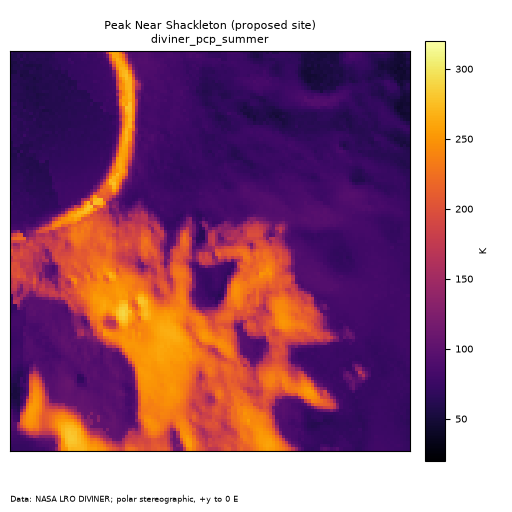 Peak Near Shackleton (proposed site)
diviner_pcp_summer
300
250
200
150
100
50
K
Data: NASA LRO DIVINER; polar stereographic, +y to 0 E